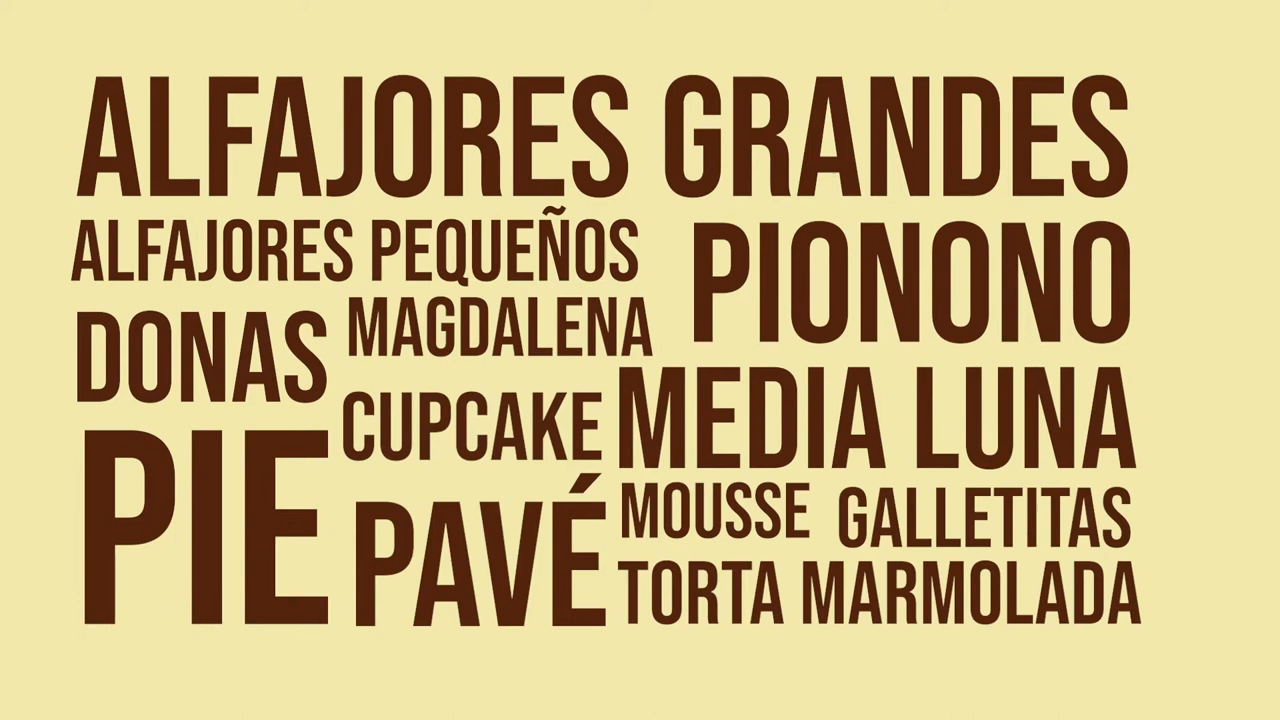 ALFAJORES GRANDES
ALFAJORES PEQUEÑOS
PIONONO
DONAS
MAGDALENA
CUPCAKE
MEDIA LUNA
PIE
PAVÉ
MOUSSE
GALLETITAS
TORTA MARMOLADA